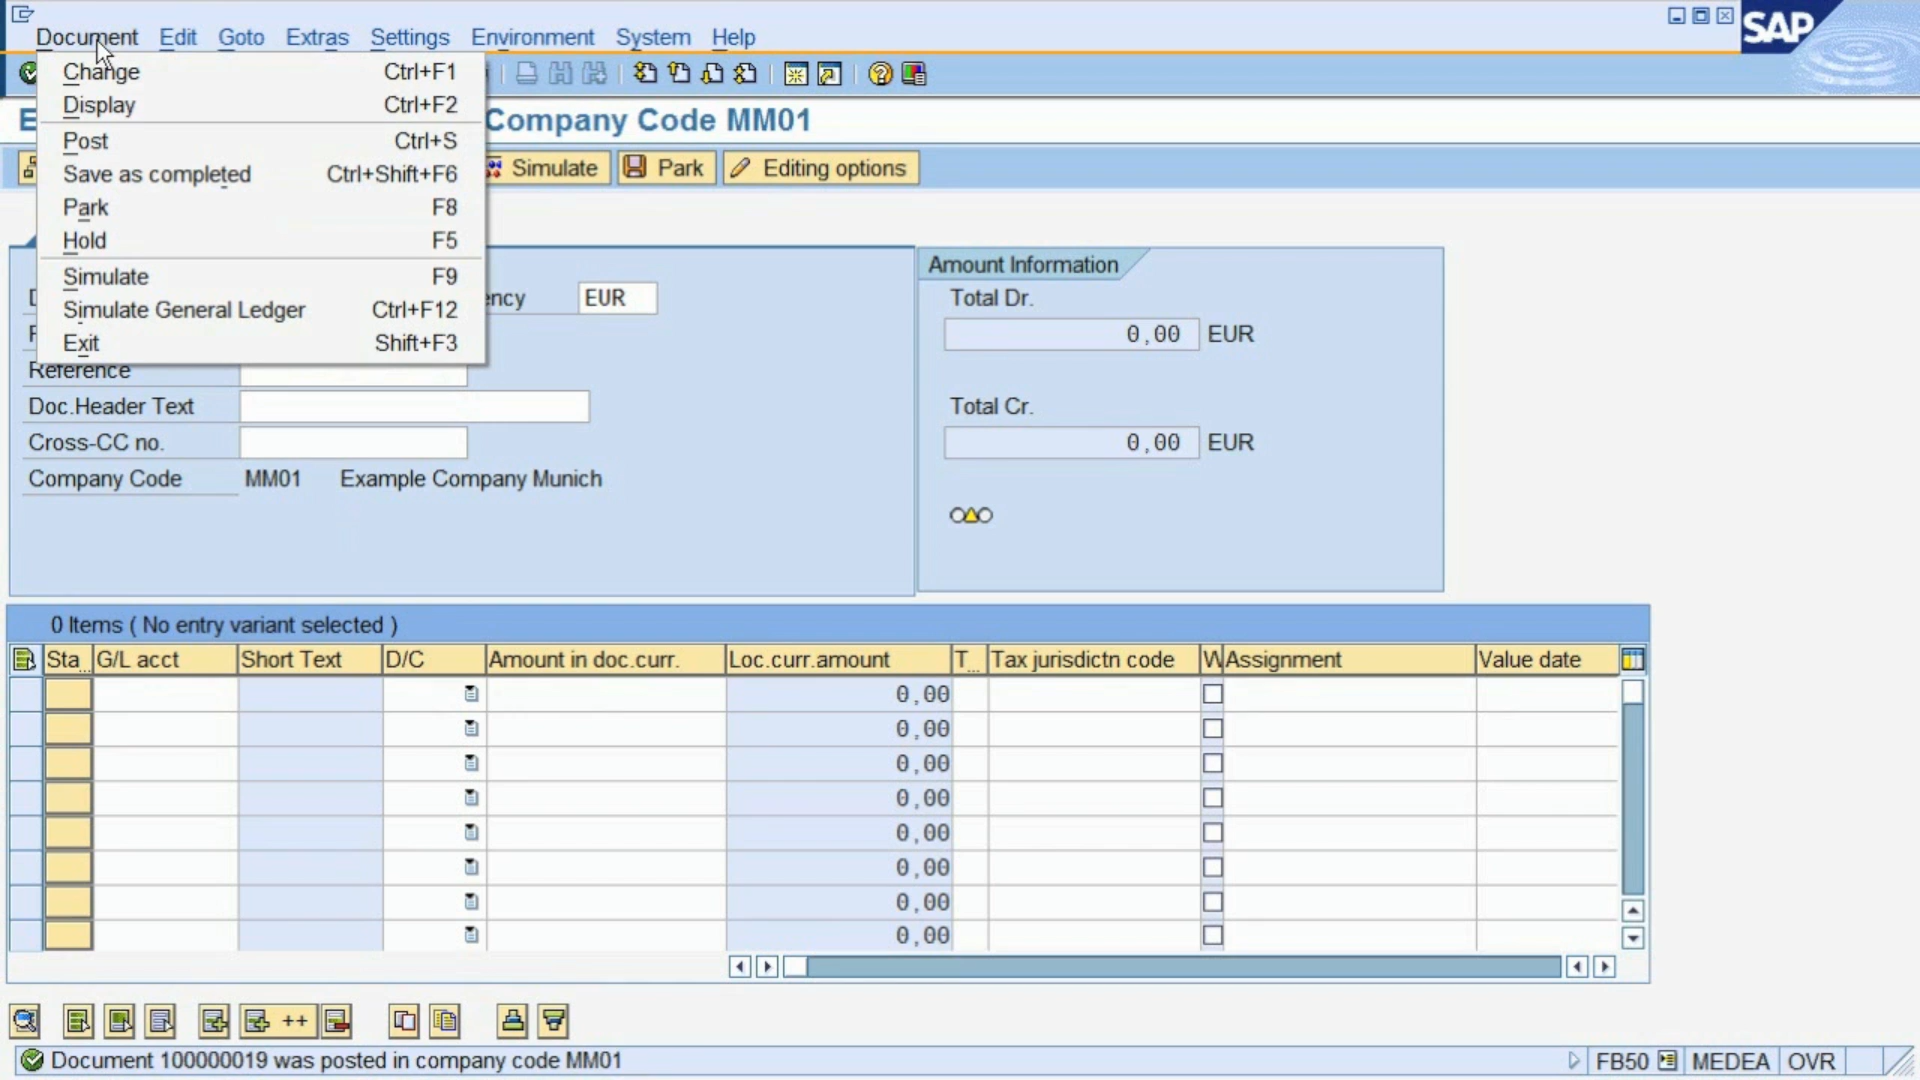 Document Edit Goto Extras Settings Environment System Help
SAP
Change Ctrl+F1
Display Ctrl+F2
Post Ctrl+S
Save as completed Ctrl+Shift+F6
Park F8
Hold F5
Simulate F9
Simulate General Ledger Ctrl+F12
Exit Shift+F3
Company Code MM01
Simulate Park Editing options
EUR
Reference
Doc.Header Text
Cross-CC no.
Company Code MM01 Example Company Munich
Amount Information
Total Dr.
0,00 EUR
Total Cr.
0,00 EUR
0 Items ( No entry variant selected )
Sta.. G/L acct Short Text D/C Amount in doc.curr. Loc.curr.amount T.. Tax jurisdictn code W Assignment Value date
0,00
0,00
0,00
0,00
0,00
0,00
0,00
0,00
++
Document 100000019 was posted in company code MM01
FB50 MEDEA OVR